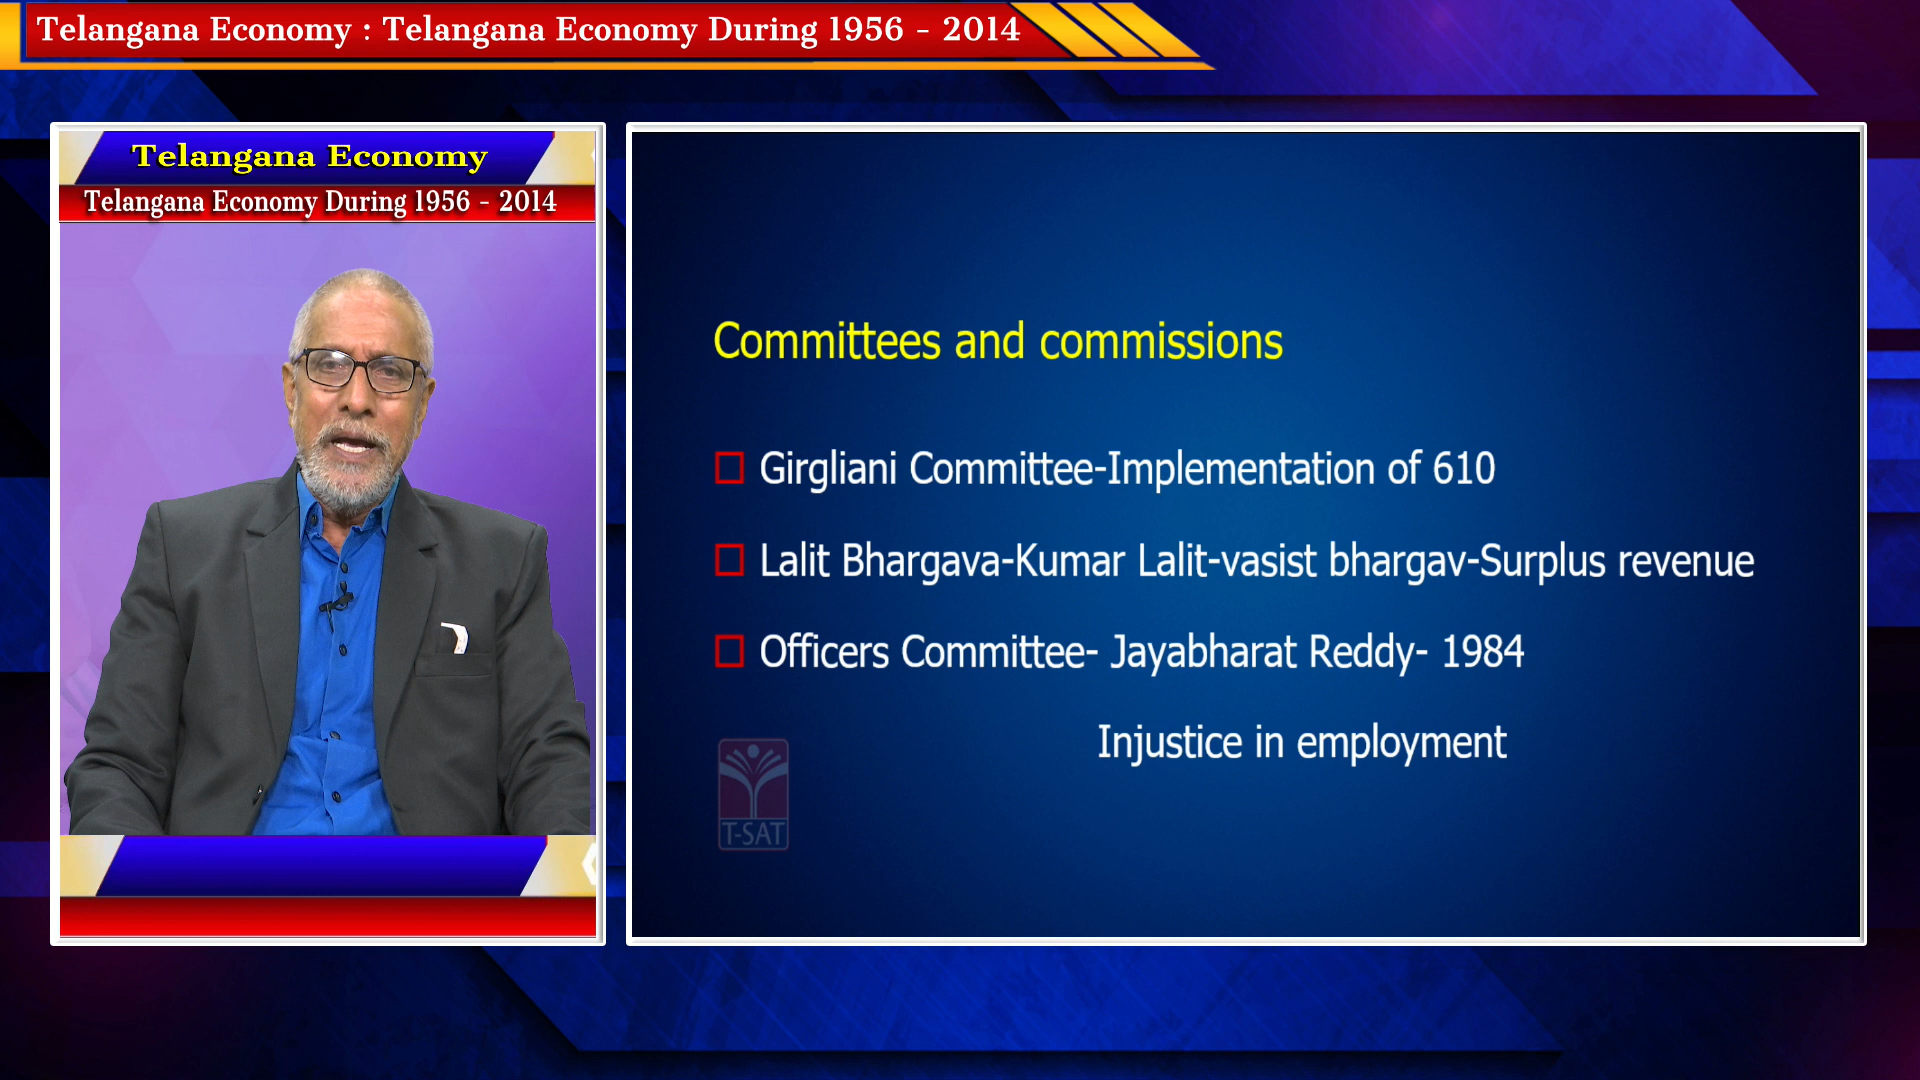 Telangana Economy : Telangana Economy During 1956 - 2014
Telangana Economy
Telangana Economy During 1956 - 2014
Committees and commissions
Girgliani Committee-Implementation of 610
Lalit Bhargava-Kumar Lalit-vasist bhargav-Surplus revenue
Officers Committee- Jayabharat Reddy- 1984
Injustice in employment
T-SAT